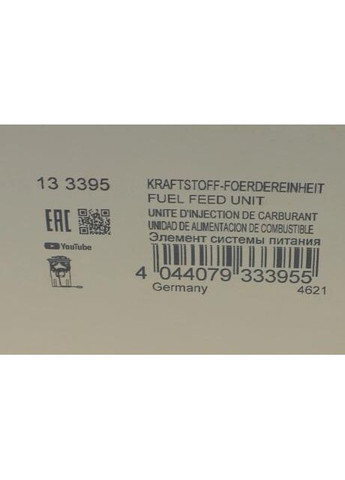 13 3395
KRAFTSTOFF-FOERDEREINHEIT
FUEL FEED UNIT
UNITE D'INJECTION DE CARBURANT
UNIDAD DE ALIMENTACION DE COMBUSTIBLE
Элемент системы питания
EAC
YouTube
4 044079 333955
Germany
4621